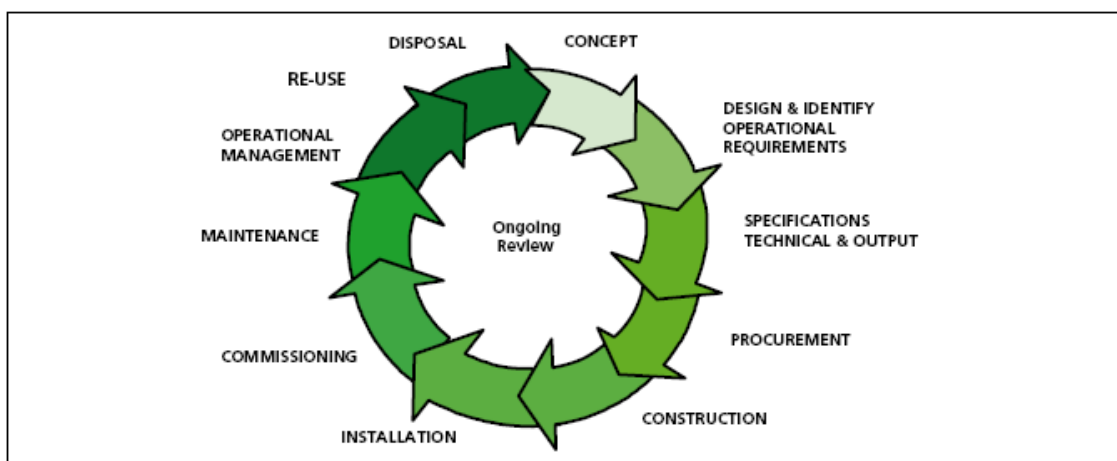 DISPOSAL
CONCEPT
RE-USE
DESIGN & IDENTIFY
OPERATIONAL
REQUIREMENTS
OPERATIONAL
MANAGEMENT
SPECIFICATIONS
TECHNICAL & OUTPUT
Ongoing
Review
MAINTENANCE
PROCUREMENT
COMMISSIONING
CONSTRUCTION
INSTALLATION